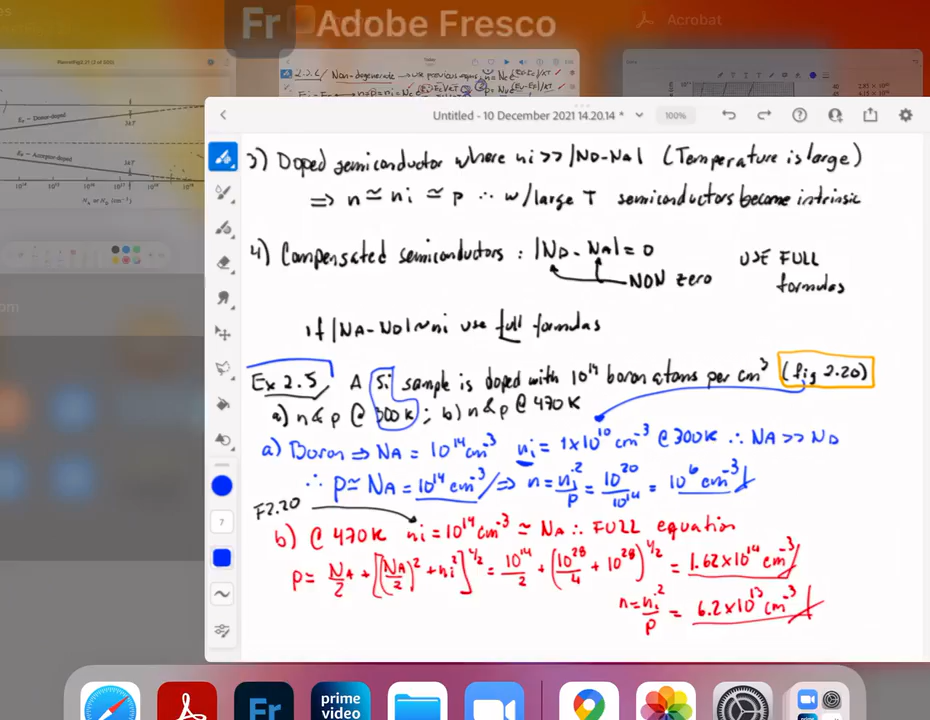 Fr Adobe Fresco
Acrobat
Untitled - 10 December 2021 14.20.14 *
100%
3) Doped semiconductor where ni >> |ND-NA| (Temperature is large)
⇒ n ≅ ni ≅ p ∴ w/large T semiconductors become intrinsic
4) Compensated semiconductors : |ND - NA| = 0 USE FULL
NON zero formulas
if |NA-ND| ~ ni use full formulas
Ex 2.5 A Si sample is doped with 10^14 boron atoms per cm^3 (fig 2.20)
a) n & p @ 300K ; b) n & p @ 470K
a) Boron ⇒ NA = 10^14 cm^-3 ni = 1x10^10 cm^-3 @ 300K ∴ NA >> ND
∴ p ≃ NA = 10^14 cm^-3 ⇒ n = ni^2/p = 10^20/10^14 = 10^6 cm^-3
F2.20
b) @ 470K ni = 10^14 cm^-3 ≃ NA ∴ FULL equation
p = NA/2 + [(NA/2)^2 + ni^2]^1/2 = 10^14/2 + (10^28/4 + 10^28)^1/2 = 1.62x10^14 cm^-3
n = ni^2/p = 6.2x10^13 cm^-3
7
Fr
prime
video